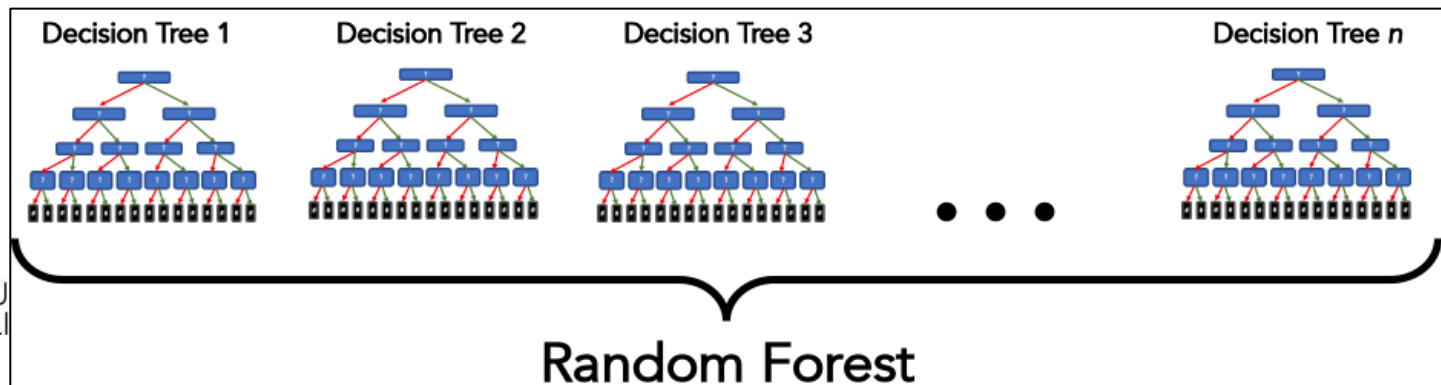 Decision Tree 1 Decision Tree 2 Decision Tree 3 Decision Tree n
? ? ? ?
? ? ? ? ? ? ? ?
? ? ? ? ? ? ? ? ? ? ? ? ? ? ? ?
? ? ? ? ? ? ? ? ? ? ? ? ? ? ? ? ? ? ? ? ? ? ? ? ? ? ? ? ? ? ? ?
Random Forest